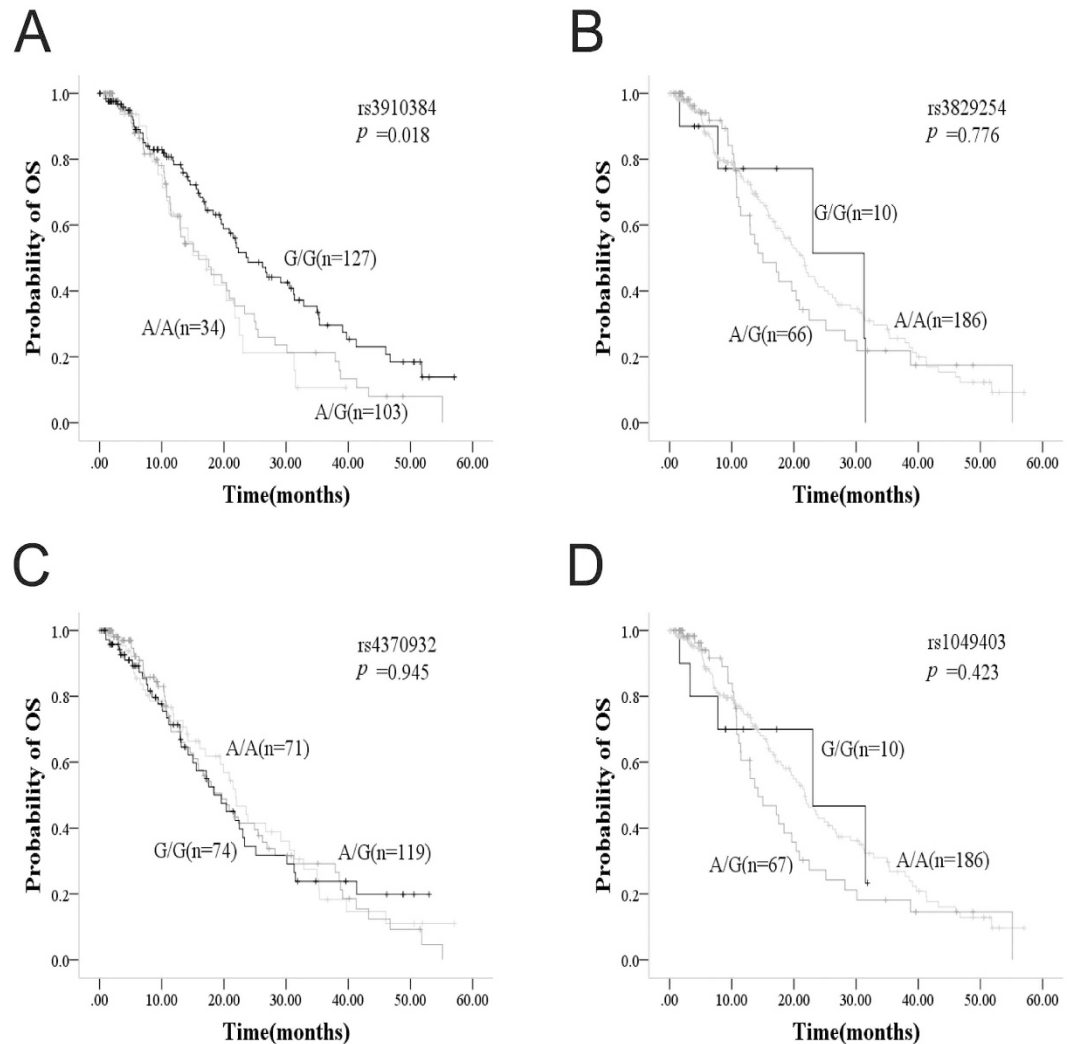 A
rs3910384
p =0.018
G/G(n=127)
A/A(n=34)
A/G(n=103)
Probability of OS
1.0
0.8
0.6
0.4
0.2
0.0
.00 10.00 20.00 30.00 40.00 50.00 60.00
Time(months)
B
rs3829254
p =0.776
G/G(n=10)
A/G(n=66)
A/A(n=186)
Probability of OS
1.0
0.8
0.6
0.4
0.2
0.0
.00 10.00 20.00 30.00 40.00 50.00 60.00
Time(months)
C
rs4370932
p =0.945
A/A(n=71)
G/G(n=74)
A/G(n=119)
Probability of OS
1.0
0.8
0.6
0.4
0.2
0.0
.00 10.00 20.00 30.00 40.00 50.00 60.00
Time(months)
D
rs1049403
p =0.423
G/G(n=10)
A/G(n=67)
A/A(n=186)
Probability of OS
1.0
0.8
0.6
0.4
0.2
0.0
.00 10.00 20.00 30.00 40.00 50.00 60.00
Time(months)